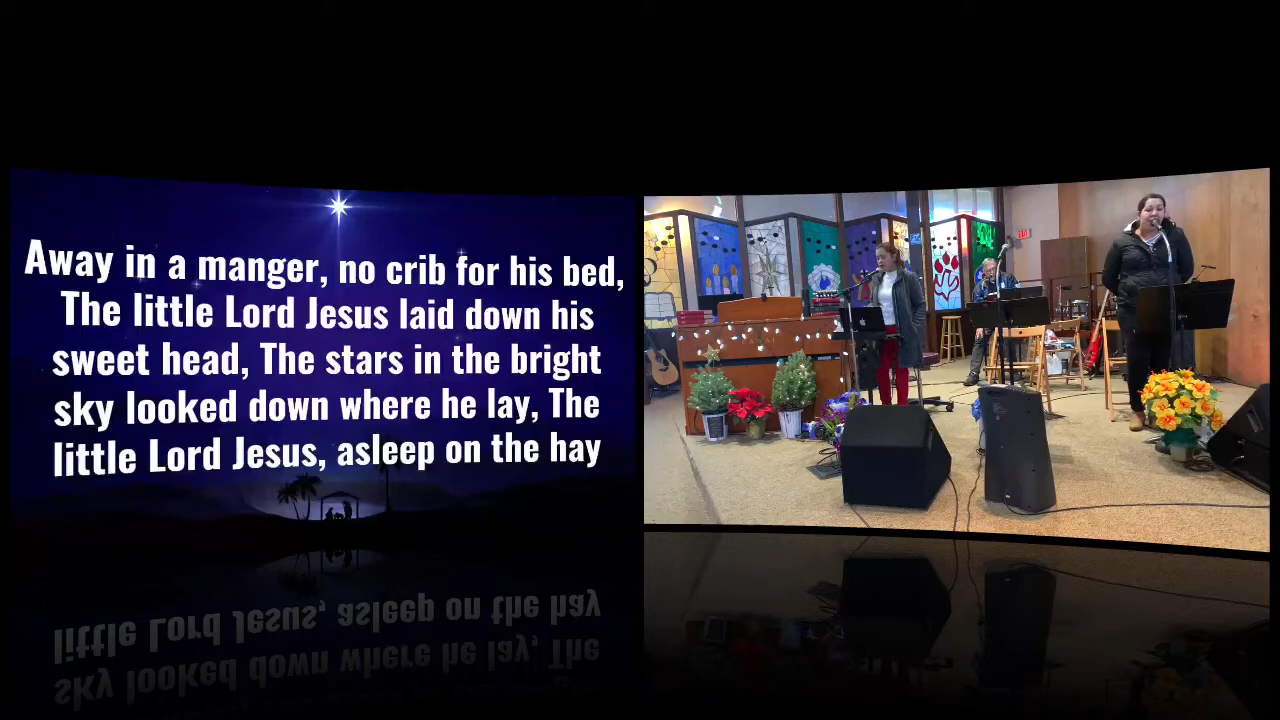 Away in a manger, no crib for his bed,
The little Lord Jesus laid down his
sweet head, The stars in the bright
sky looked down where he lay, The
little Lord Jesus, asleep on the hay